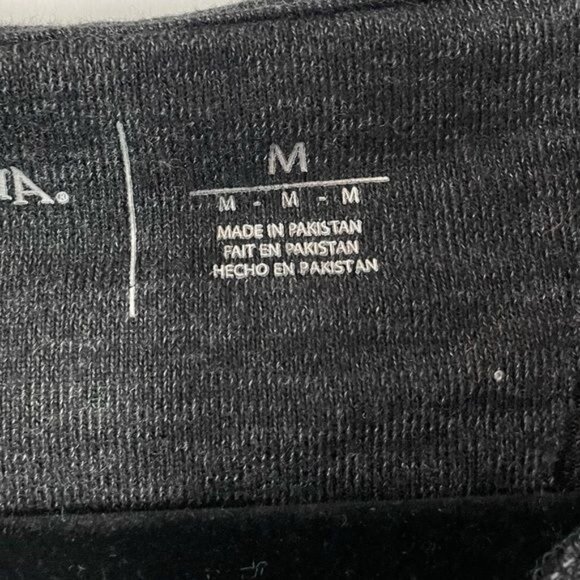 M
M - M - M
MADE IN PAKISTAN
FAIT EN PAKISTAN
HECHO EN PAKISTAN